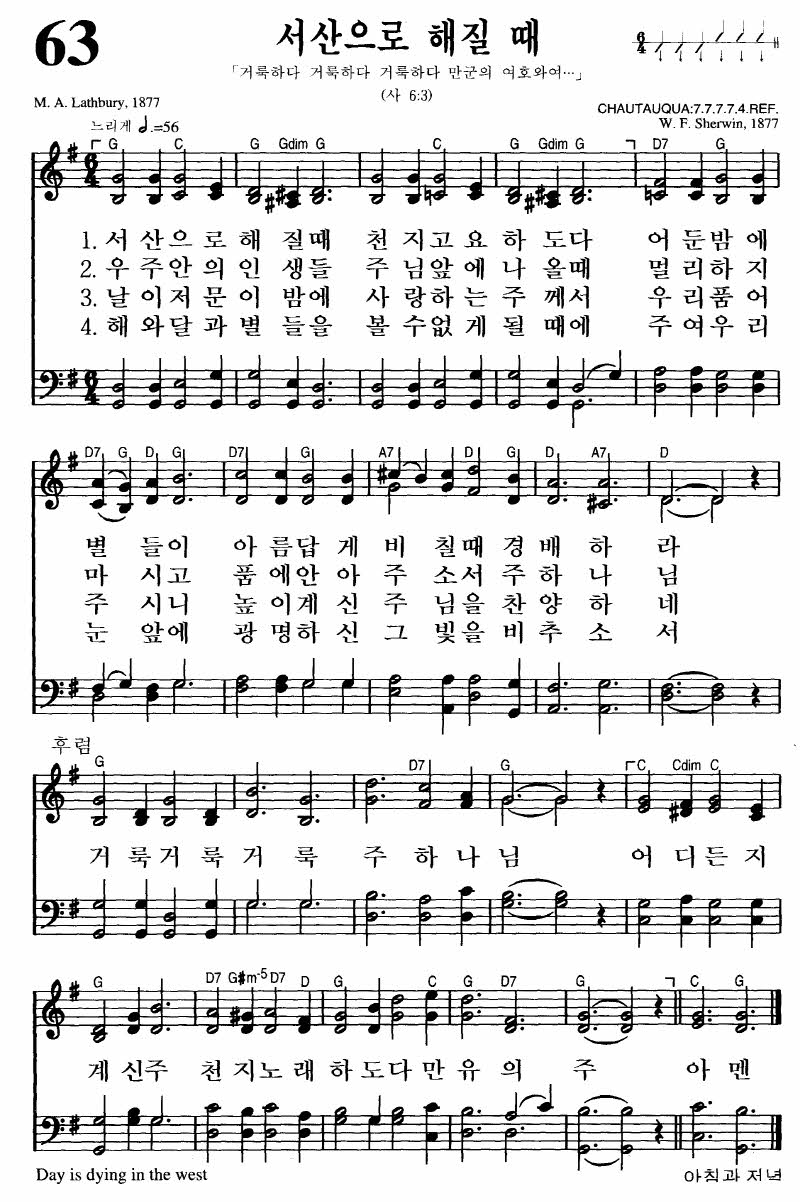 63
서산으로 해질 때
「거룩하다 거룩하다 거룩하다 만군의 여호와여…」
(사 6:3)
6 4
M. A. Lathbury, 1877
CHAUTAUQUA:7.7.7.7.4.REF.
느리게 𝅗𝅥.=56
W. F. Sherwin, 1877
G C G Gdim G G Gdim G D7 G
6 4
1. 서 산 으 로 해 질 때 천 지 고 요 하 도 다 어 둔 밤 에
2. 우 주 안 의 인 생 들 주 님 앞 에 나 올 때 멀 리 하 지
3. 날 이 저 문 이 밤 에 사 랑 하 는 주 께 서 우 리 품 어
4. 해 와 달 과 별 들 을 볼 수 없 게 될 때 에 주 여 우 리
6 4
D7 G D G D7 G A7 D G D A7 D
별 들 이 아 름 답 게 비 칠 때 경 배 하 라
마 시 고 품 에 안 아 주 소 서 주 하 나 님
주 시 니 높 이 계 신 주 님 을 찬 양 하 네
눈 앞 에 광 명 하 신 그 빛 을 비 추 소 서
후렴
G D7 G C Cdim C
거 룩 거 룩 거 룩 주 하 나 님 어 디 든 지
G D7 G#m-5 D7 D G C G D7 G C G
계 신 주 천 지 노 래 하 도 다 만 유 의 주 아 멘
Day is dying in the west
아침과 저녁